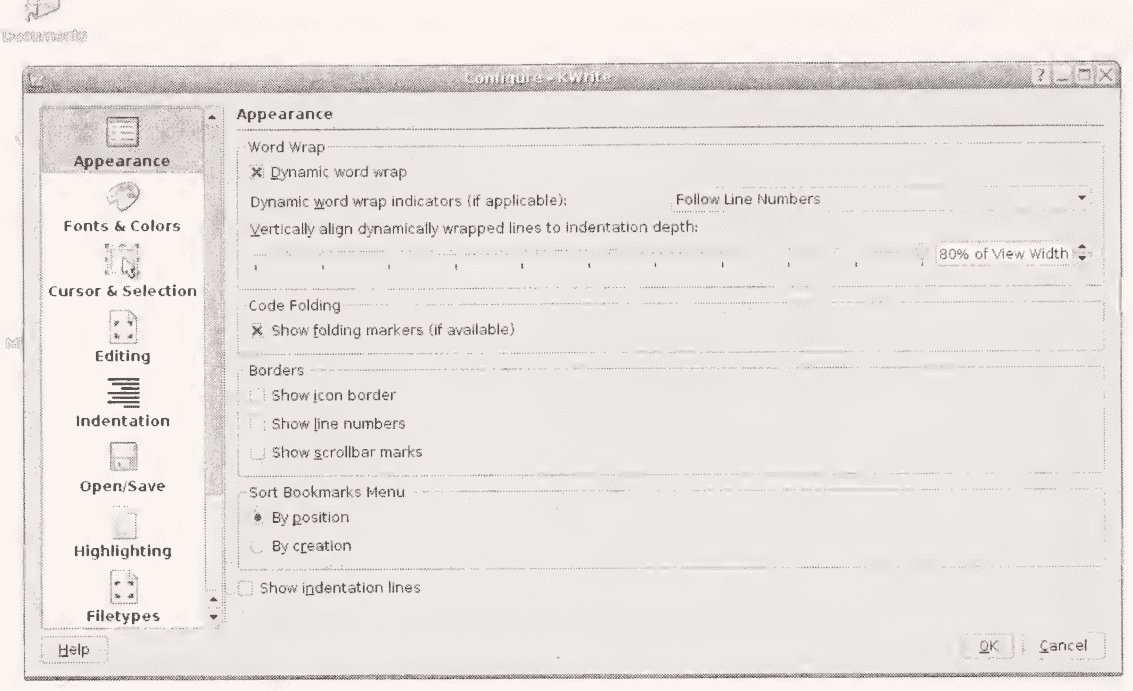 Documents
Configure - KWrite
Appearance
Fonts & Colors
Cursor & Selection
Editing
Indentation
Open/Save
Highlighting
Filetypes
Help
Appearance
Word Wrap
Dynamic word wrap
Dynamic word wrap indicators (if applicable): Follow Line Numbers
Vertically align dynamically wrapped lines to indentation depth:
80% of View Width
Code Folding
Show folding markers (if available)
Borders
Show icon border
Show line numbers
Show scrollbar marks
Sort Bookmarks Menu
By position
By creation
Show indentation lines
OK Cancel